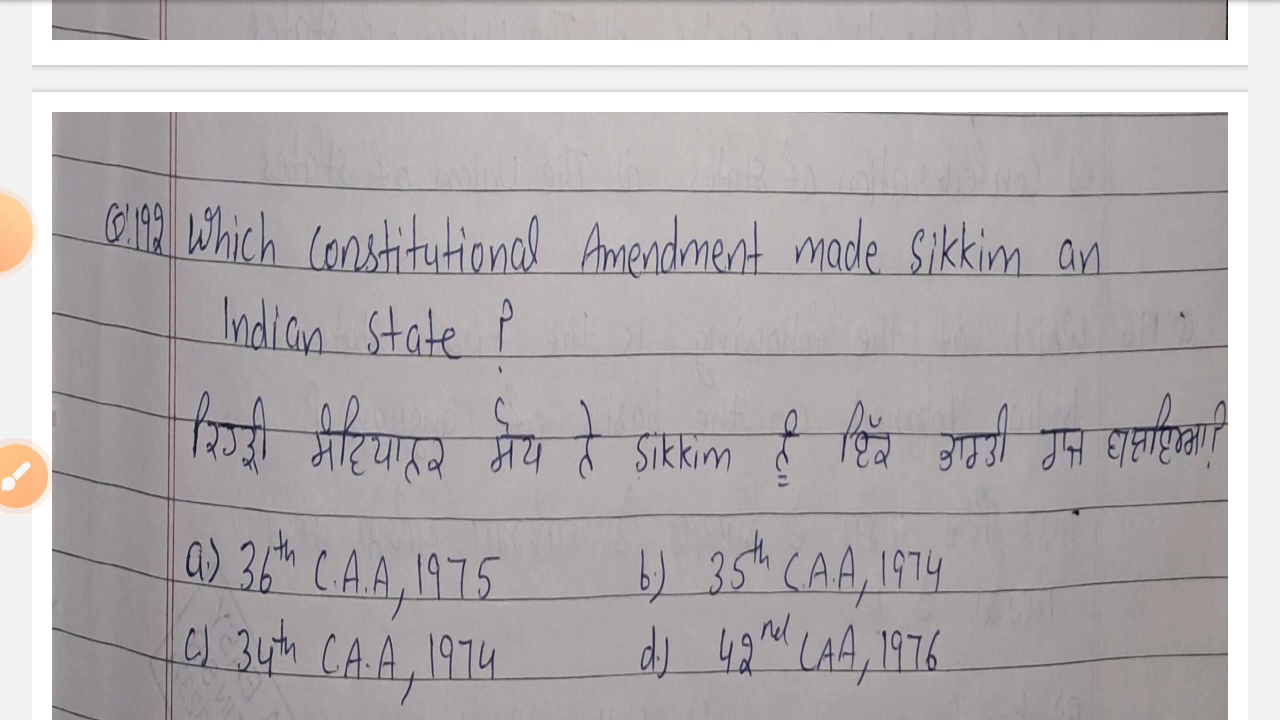 Q.192 Which Constitutional Amendment made Sikkim an
Indian State ?
ਕਿਹੜੀ ਸੰਵਿਧਾਨਕ ਸੋਧ ਨੇ Sikkim ਨੂੰ ਇੱਕ ਭਾਰਤੀ ਰਾਜ ਬਣਾਇਆ?
a.) 36th C.A.A, 1975 b.) 35th C.A.A, 1974
c.) 34th C.A.A, 1974 d.) 42nd CAA, 1976